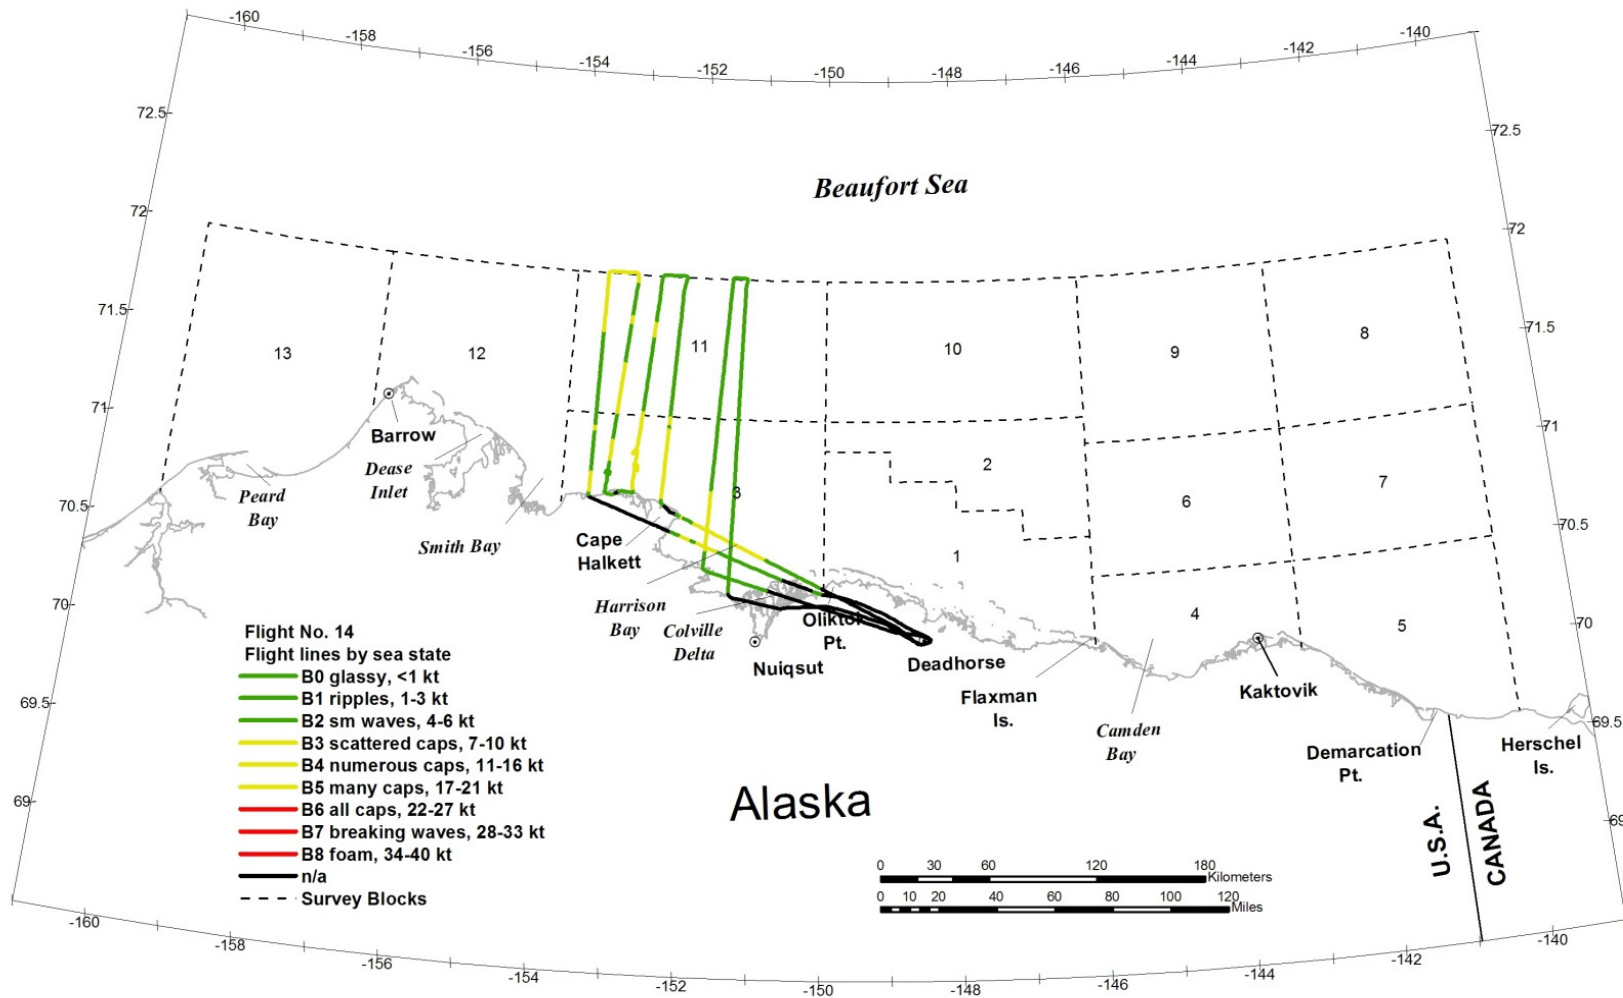 -160
-158
-156
-154
-152
-150
-148
-146
-144
-142
-140
72.5
72.5
Beaufort Sea
72
72
71.5
71.5
13
12
11
10
9
8
71
71
Barrow
Dease
Inlet
Peard
Bay
Smith Bay
3
2
6
7
70.5
70.5
Cape
Halkett
1
Harrison
Bay
Colville
Delta
Oliktok
Pt.
4
5
70
70
Nuiqsut
Deadhorse
Flaxman
Is.
Kaktovik
Camden
Bay
Demarcation
Pt.
Herschel
Is.
69.5
69.5
Flight No. 14
Flight lines by sea state
B0 glassy, <1 kt
B1 ripples, 1-3 kt
B2 sm waves, 4-6 kt
B3 scattered caps, 7-10 kt
B4 numerous caps, 11-16 kt
B5 many caps, 17-21 kt
B6 all caps, 22-27 kt
B7 breaking waves, 28-33 kt
B8 foam, 34-40 kt
n/a
Survey Blocks
Alaska
U.S.A.
CANADA
69
69
0 30 60 120 180
Kilometers
0 10 20 40 60 80 100 120
Miles
-160
-158
-156
-154
-152
-150
-148
-146
-144
-142
-140